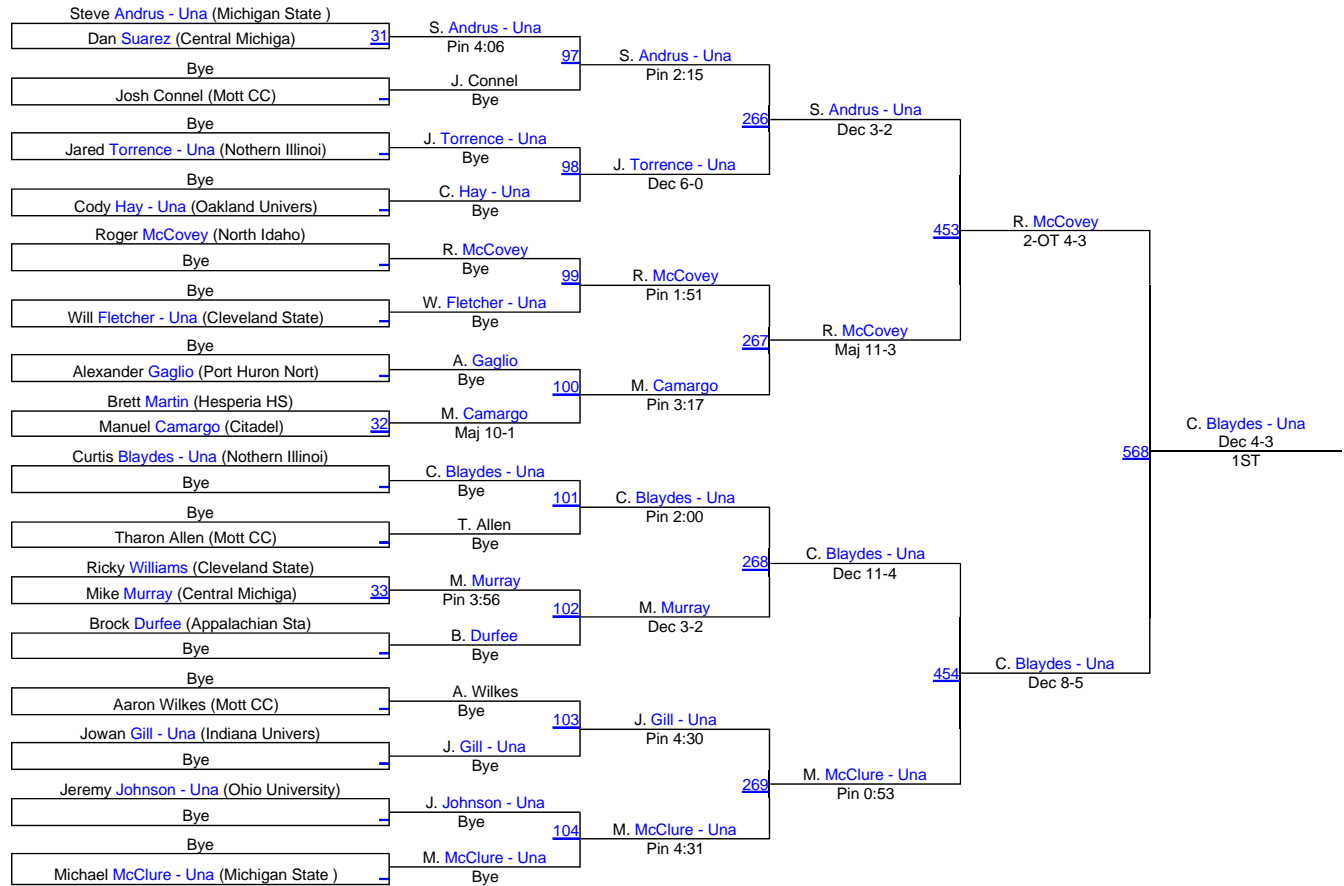 Steve Andrus - Una (Michigan State )
Dan Suarez (Central Michiga) 31
Bye
Josh Connel (Mott CC)
Bye
Jared Torrence - Una (Nothern Illinoi)
Bye
Cody Hay - Una (Oakland Univers)
Roger McCovey (North Idaho)
Bye
Bye
Will Fletcher - Una (Cleveland State)
Bye
Alexander Gaglio (Port Huron Nort)
Brett Martin (Hesperia HS)
Manuel Camargo (Citadel) 32
Curtis Blaydes - Una (Nothern Illinoi)
Bye
Bye
Tharon Allen (Mott CC)
Ricky Williams (Cleveland State)
Mike Murray (Central Michiga) 33
Brock Durfee (Appalachian Sta)
Bye
Bye
Aaron Wilkes (Mott CC)
Jowan Gill - Una (Indiana Univers)
Bye
Jeremy Johnson - Una (Ohio University)
Bye
Bye
Michael McClure - Una (Michigan State )
S. Andrus - Una
Pin 4:06
97
J. Connel
Bye
J. Torrence - Una
Bye
98
C. Hay - Una
Bye
R. McCovey
Bye
99
W. Fletcher - Una
Bye
A. Gaglio
Bye
100
M. Camargo
Maj 10-1
C. Blaydes - Una
Bye
101
T. Allen
Bye
M. Murray
Pin 3:56
102
B. Durfee
Bye
A. Wilkes
Bye
103
J. Gill - Una
Bye
J. Johnson - Una
Bye
104
M. McClure - Una
Bye
S. Andrus - Una
Pin 2:15
266
J. Torrence - Una
Dec 6-0
R. McCovey
Pin 1:51
267
M. Camargo
Pin 3:17
C. Blaydes - Una
Pin 2:00
268
M. Murray
Dec 3-2
J. Gill - Una
Pin 4:30
269
M. McClure - Una
Pin 4:31
S. Andrus - Una
Dec 3-2
453
R. McCovey
Maj 11-3
C. Blaydes - Una
Dec 11-4
454
M. McClure - Una
Pin 0:53
R. McCovey
2-OT 4-3
568
C. Blaydes - Una
Dec 8-5
C. Blaydes - Una
Dec 4-3
1ST